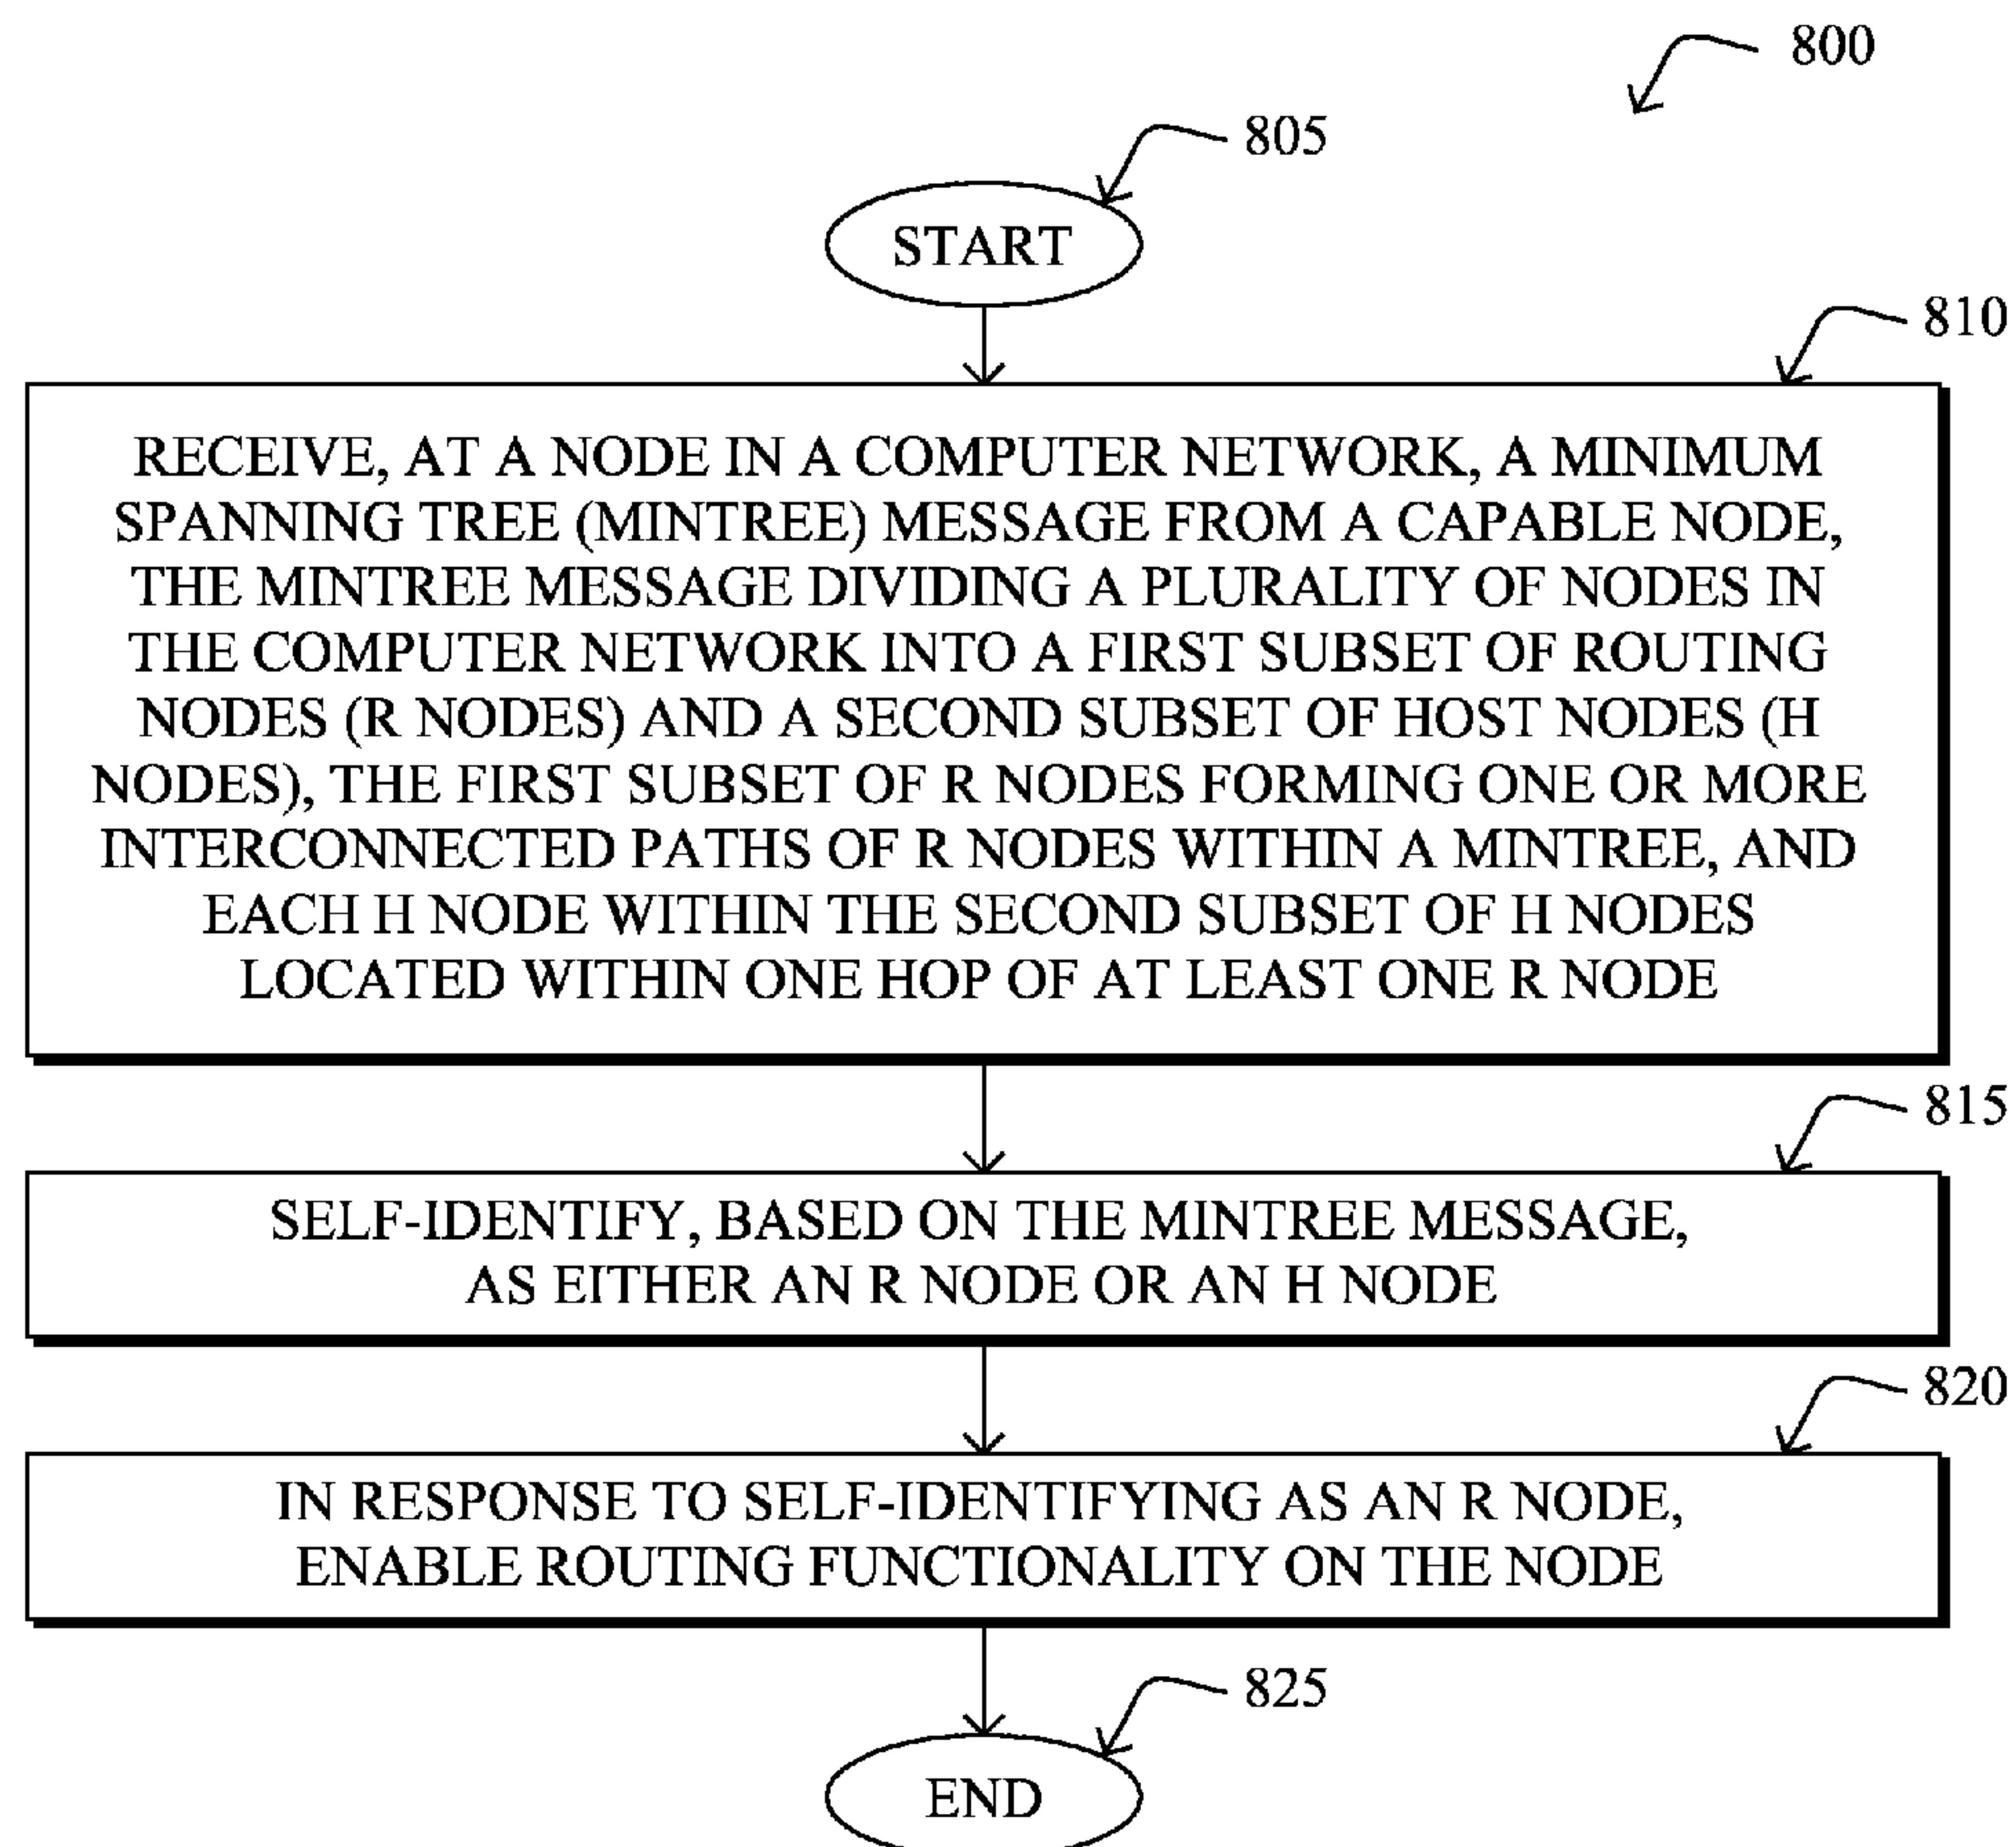 800
805
START
810
RECEIVE, AT A NODE IN A COMPUTER NETWORK, A MINIMUM
SPANNING TREE (MINTREE) MESSAGE FROM A CAPABLE NODE,
THE MINTREE MESSAGE DIVIDING A PLURALITY OF NODES IN
THE COMPUTER NETWORK INTO A FIRST SUBSET OF ROUTING
NODES (R NODES) AND A SECOND SUBSET OF HOST NODES (H
NODES), THE FIRST SUBSET OF R NODES FORMING ONE OR MORE
INTERCONNECTED PATHS OF R NODES WITHIN A MINTREE, AND
EACH H NODE WITHIN THE SECOND SUBSET OF H NODES
LOCATED WITHIN ONE HOP OF AT LEAST ONE R NODE
815
SELF-IDENTIFY, BASED ON THE MINTREE MESSAGE,
AS EITHER AN R NODE OR AN H NODE
820
IN RESPONSE TO SELF-IDENTIFYING AS AN R NODE,
ENABLE ROUTING FUNCTIONALITY ON THE NODE
825
END